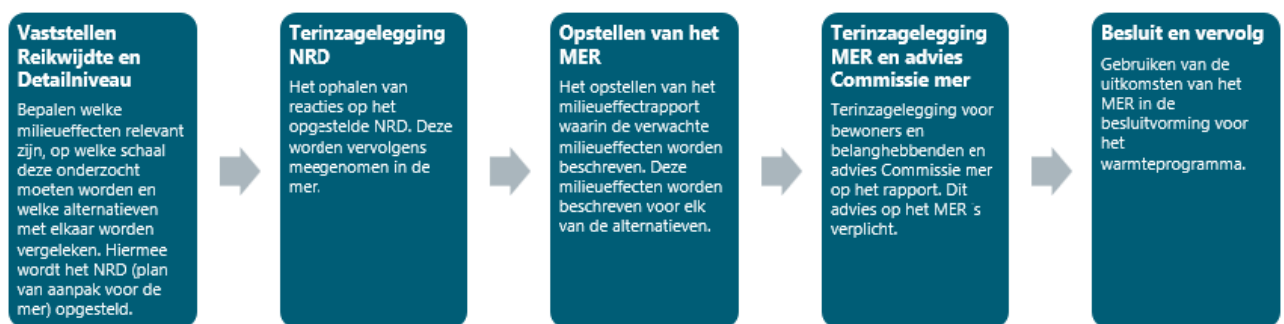 Vaststellen
Reikwijdte en
Detailniveau
Bepalen welke
milieueffecten relevant
zijn, op welke schaal
deze onderzocht
moeten worden en
welke alternatieven
met elkaar worden
vergeleken. Hiermee
wordt het NRD (plan
van aanpak voor de
mer) opgesteld.
Terinzagelegging
NRD
Het ophalen van
reacties op het
opgestelde NRD. Deze
worden vervolgens
meegenomen in de
mer.
Opstellen van het
MER
Het opstellen van het
milieueffectrapport
waarin de verwachte
milieueffecten worden
beschreven. Deze
milieueffecten worden
beschreven voor elk
van de alternatieven.
Terinzagelegging
MER en advies
Commissie mer
Terinzagelegging voor
bewoners en
belanghebbenden en
advies Commissie mer
op het rapport. Dit
advies op het MER is
verplicht.
Besluit en vervolg
Gebruiken van de
uitkomsten van het
MER in de
besluitvorming voor
het
warmteprogramma.